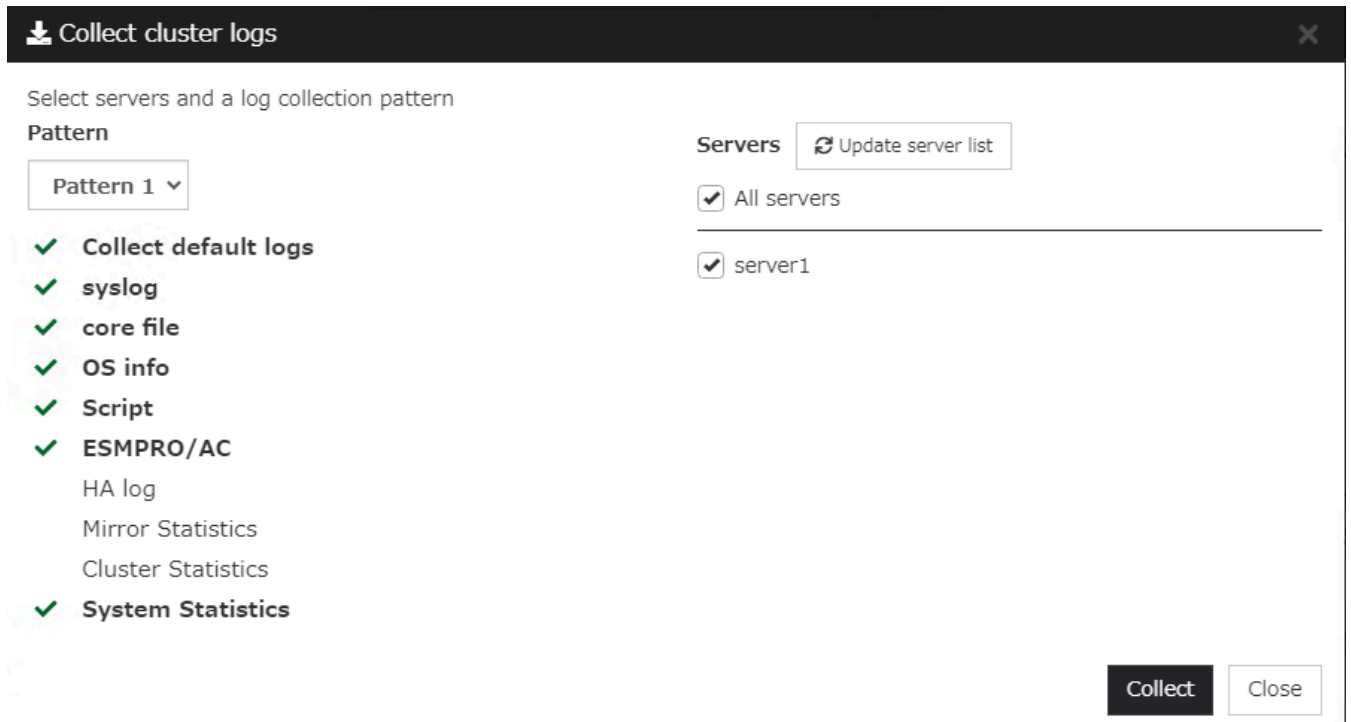 Collect cluster logs
Select servers and a log collection pattern
Pattern
Pattern 1
Collect default logs
syslog
core file
OS info
Script
ESMPRO/AC
HA log
Mirror Statistics
Cluster Statistics
System Statistics
Servers
Update server list
All servers
server1
Collect
Close